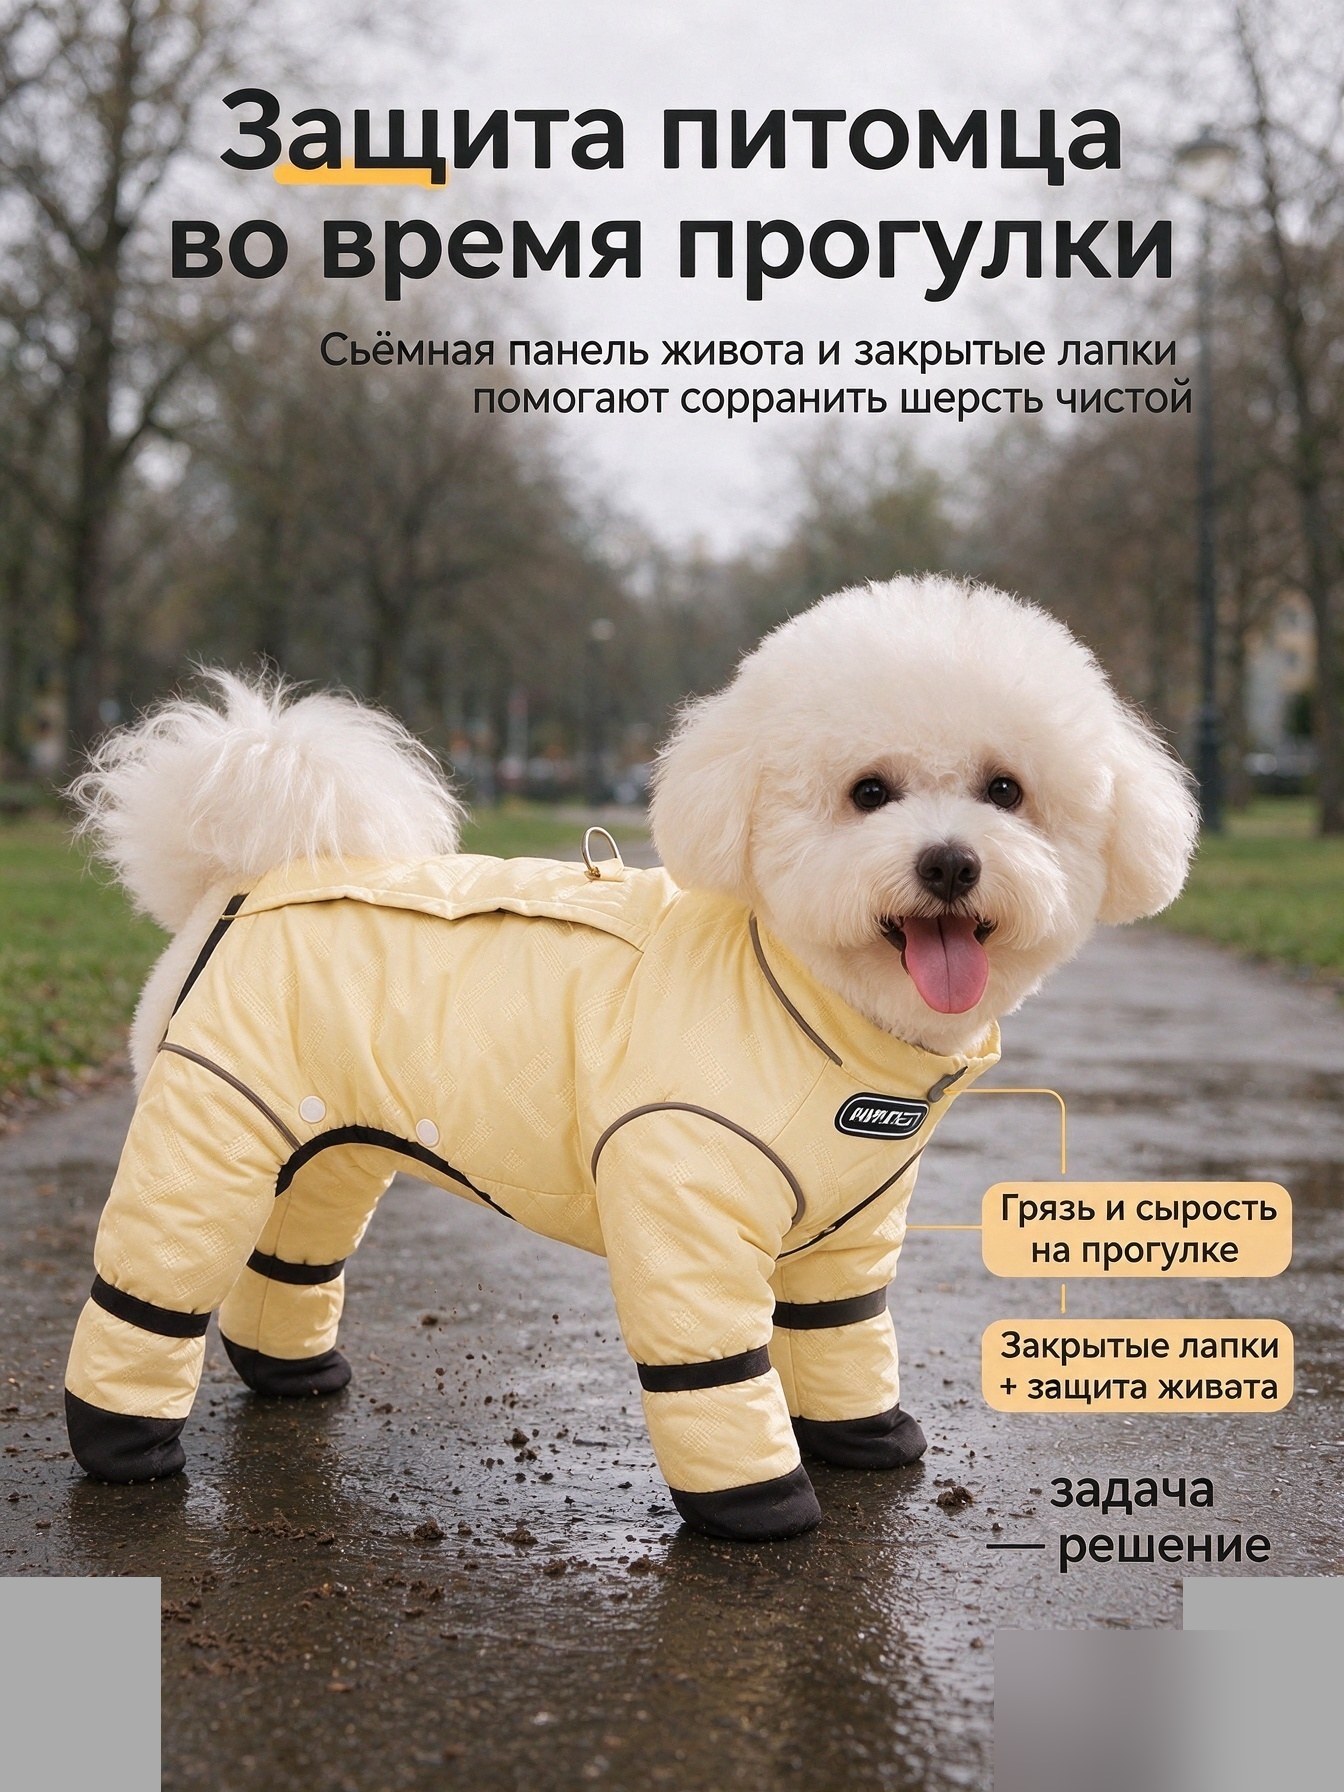 Защита питомца
во время прогулки
Съёмная панель живота и закрытые лапки
помогают сорранить шерсть чистой
Грязь и сырость
на прогулке
Закрытые лапки
+ защита живата
задача
— решение